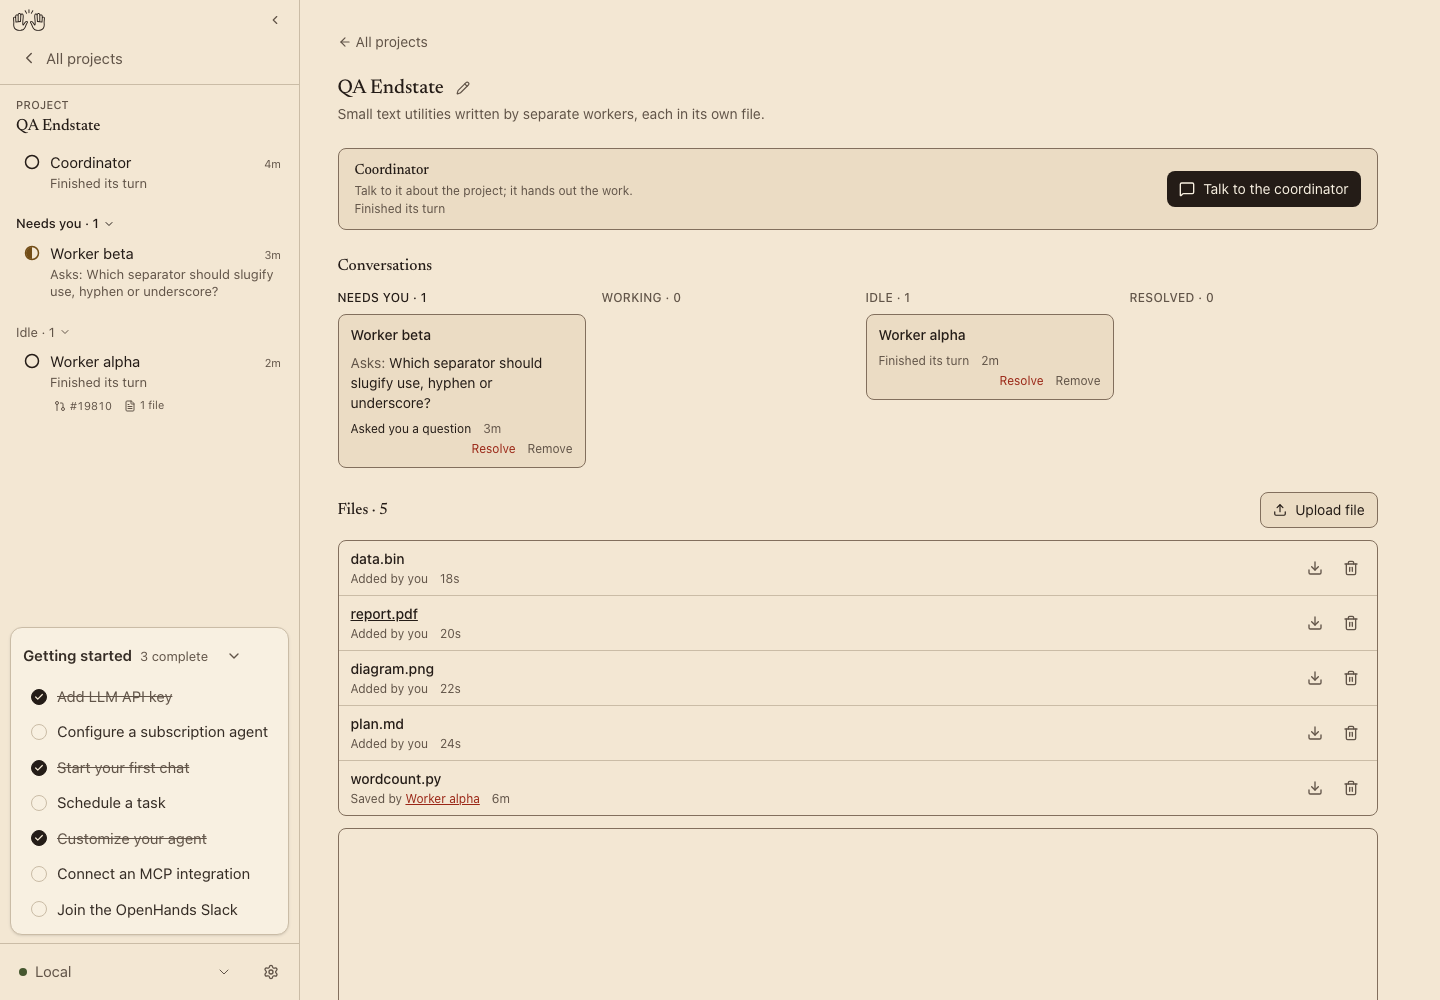 All projects
PROJECT
QA Endstate
Coordinator 4m
Finished its turn
Needs you · 1
Worker beta 3m
Asks: Which separator should slugify
use, hyphen or underscore?
Idle · 1
Worker alpha 2m
Finished its turn
#19810 1 file
Getting started 3 complete
Add LLM API key
Configure a subscription agent
Start your first chat
Schedule a task
Customize your agent
Connect an MCP integration
Join the OpenHands Slack
Local
All projects
QA Endstate
Small text utilities written by separate workers, each in its own file.
Coordinator
Talk to it about the project; it hands out the work.
Finished its turn
Talk to the coordinator
Conversations
NEEDS YOU · 1
Worker beta
Asks: Which separator should
slugify use, hyphen or
underscore?
Asked you a question 3m
Resolve Remove
WORKING · 0
IDLE · 1
Worker alpha
Finished its turn 2m
Resolve Remove
RESOLVED · 0
Files · 5
Upload file
data.bin
Added by you 18s
report.pdf
Added by you 20s
diagram.png
Added by you 22s
plan.md
Added by you 24s
wordcount.py
Saved by Worker alpha 6m